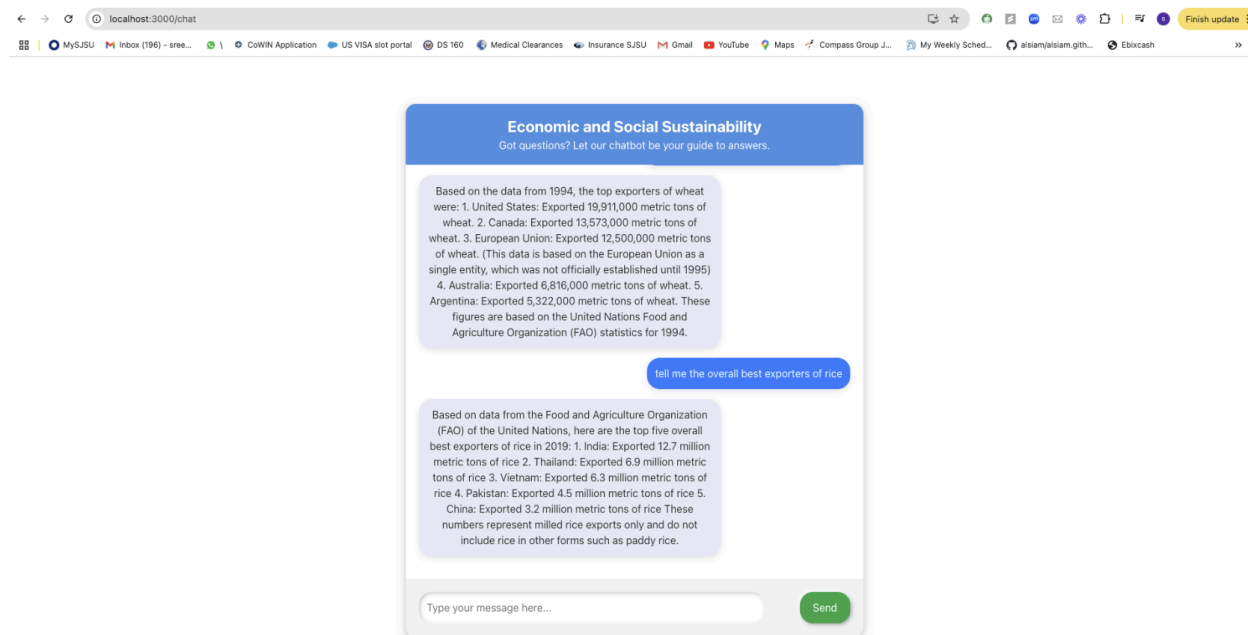 localhost:3000/chat
Finish update
MySJSU
Inbox (196) - sree...
\
CoWIN Application
US VISA slot portal
DS 160
Medical Clearances
Insurance SJSU
Gmail
YouTube
Maps
Compass Group J...
My Weekly Sched...
alsiam/alsiam.gith...
Ebixcash
»
Economic and Social Sustainability
Got questions? Let our chatbot be your guide to answers.
Based on the data from 1994, the top exporters of wheat
were: 1. United States: Exported 19,911,000 metric tons of
wheat. 2. Canada: Exported 13,573,000 metric tons of
wheat. 3. European Union: Exported 12,500,000 metric tons
of wheat. (This data is based on the European Union as a
single entity, which was not officially established until 1995)
4. Australia: Exported 6,816,000 metric tons of wheat. 5.
Argentina: Exported 5,322,000 metric tons of wheat. These
figures are based on the United Nations Food and
Agriculture Organization (FAO) statistics for 1994.
tell me the overall best exporters of rice
Based on data from the Food and Agriculture Organization
(FAO) of the United Nations, here are the top five overall
best exporters of rice in 2019: 1. India: Exported 12.7 million
metric tons of rice 2. Thailand: Exported 6.9 million metric
tons of rice 3. Vietnam: Exported 6.3 million metric tons of
rice 4. Pakistan: Exported 4.5 million metric tons of rice 5.
China: Exported 3.2 million metric tons of rice These
numbers represent milled rice exports only and do not
include rice in other forms such as paddy rice.
Type your message here...
Send